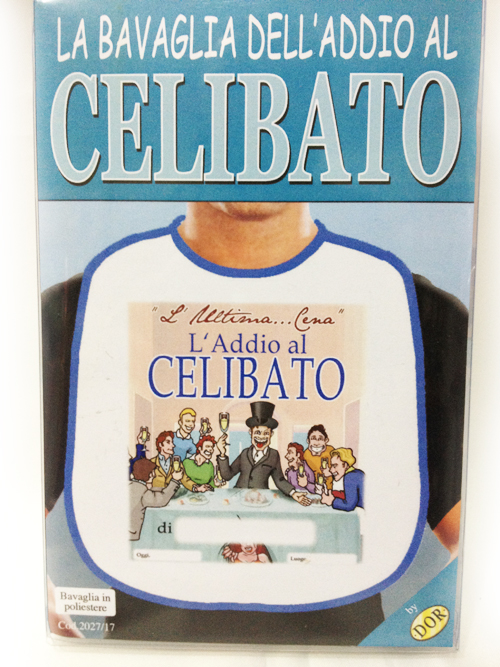 LA BAVAGLIA DELL'ADDIO AL
CELIBATO
"L'Ultima...Cena"
L'Addio al
CELIBATO
di
Oggi,
Luogo,
Bavaglia in
poliestere
Cod.2027/17
by
DOR